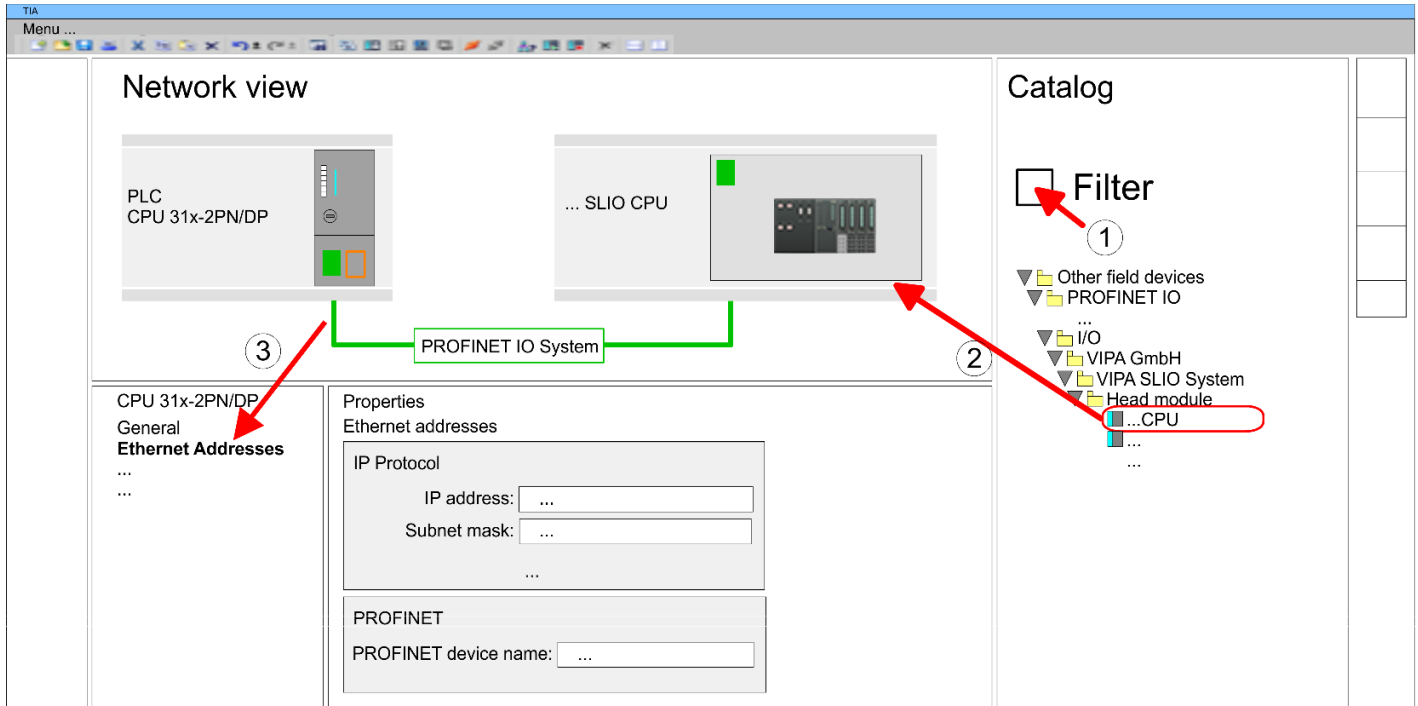 TIA
Menu ...
Network view
PLC
CPU 31x-2PN/DP
... SLIO CPU
PROFINET IO System
3
2
Catalog
Filter
1
Other field devices
PROFINET IO
...
I/O
VIPA GmbH
VIPA SLIO System
Head module
...CPU
...
...
CPU 31x-2PN/DP
General
Ethernet Addresses
...
...
Properties
Ethernet addresses
IP Protocol
IP address: ...
Subnet mask: ...
...
PROFINET
PROFINET device name: ...